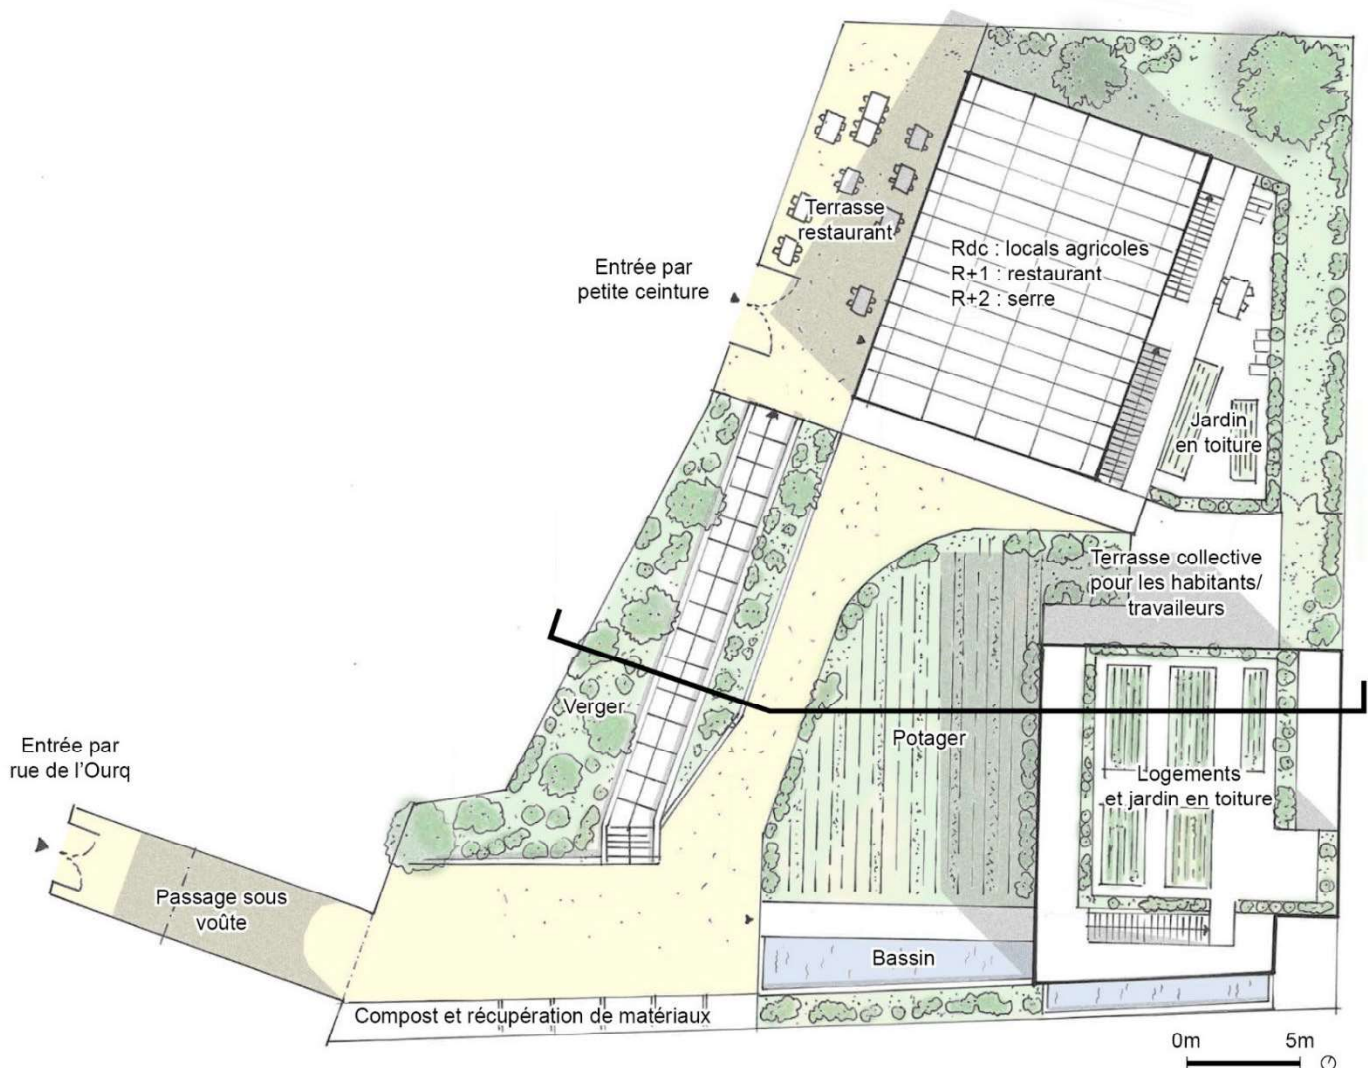 Terrasse
restaurant
Rdc : locals agricoles
R+1 : restaurant
R+2 : serre
Entrée par
petite ceinture
Jardin
en toiture
Terrasse collective
pour les habitants/
travaileurs
Verger
Potager
Logements
et jardin en toiture
Entrée par
rue de l'Ourq
Passage sous
voûte
Bassin
Compost et récupération de matériaux
0m 5m